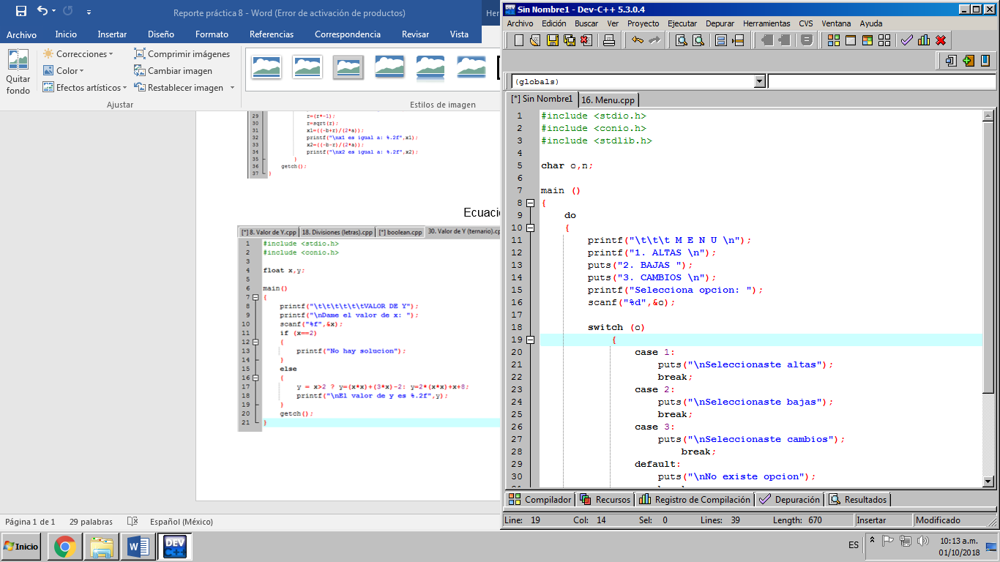 Reporte práctica 8 - Word (Error de activación de productos)
Her
Archivo Inicio Insertar Diseño Formato Referencias Correspondencia Revisar Vista
Quitar fondo
Correcciones
Color
Efectos artísticos
Comprimir imágenes
Cambiar imagen
Restablecer imagen
Ajustar
Estilos de imagen
29 r=(r*-1);
30 r=sqrt(r);
31 x1=((-b+r)/(2*a));
32 printf("\nx1 es igual a: %.2f",x1);
33 x2=((-b-r)/(2*a));
34 printf("\nx2 es igual a: %.2f",x2);
35 }
36 getch();
37 }
Ecuaci
[*] 8. Valor de Y.cpp 18. Divisiones (letras).cpp [*] boolean.cpp 30. Valor de Y (ternario).cp
1 #include <stdio.h>
2 #include <conio.h>
3
4 float x,y;
5
6 main()
7 {
8 printf("\t\t\t\t\t\tVALOR DE Y");
9 printf("\nDame el valor de x: ");
10 scanf("%f",&x);
11 if (x==2)
12 {
13 printf("No hay solucion");
14 }
15 else
16 {
17 y = x>2 ? y=(x*x)+(3*x)-2: y=2*(x*x)+x+8;
18 printf("\nEl valor de y es %.2f",y);
19 }
20 getch();
21 }
Página 1 de 1 29 palabras Español (México)
Sin Nombre1 - Dev-C++ 5.3.0.4
Archivo Edición Buscar Ver Proyecto Ejecutar Depurar Herramientas CVS Ventana Ayuda
(globals)
[*] Sin Nombre1 16. Menu.cpp
1 #include <stdio.h>
2 #include <conio.h>
3 #include <stdlib.h>
4
5 char o,n;
6
7 main ()
8 {
9 do
10 {
11 printf("\t\t\t M E N U \n");
12 printf("1. ALTAS \n");
13 puts("2. BAJAS ");
14 puts("3. CAMBIOS \n");
15 printf("Selecciona opcion: ");
16 scanf("%d",&o);
17
18 switch (o)
19 {
20 case 1:
21 puts("\nSeleccionaste altas");
22 break;
23 case 2:
24 puts("\nSeleccionaste bajas");
25 break;
26 case 3:
27 puts("\nSeleccionaste cambios");
28 break;
29 default:
30 puts("\nNo existe opcion");
Compilador Recursos Registro de Compilación Depuración Resultados
Line: 19 Col: 14 Sel: 0 Lines: 39 Length: 670 Insertar Modificado
Inicio
DEV C++
ES
10:13 a.m.
01/10/2018